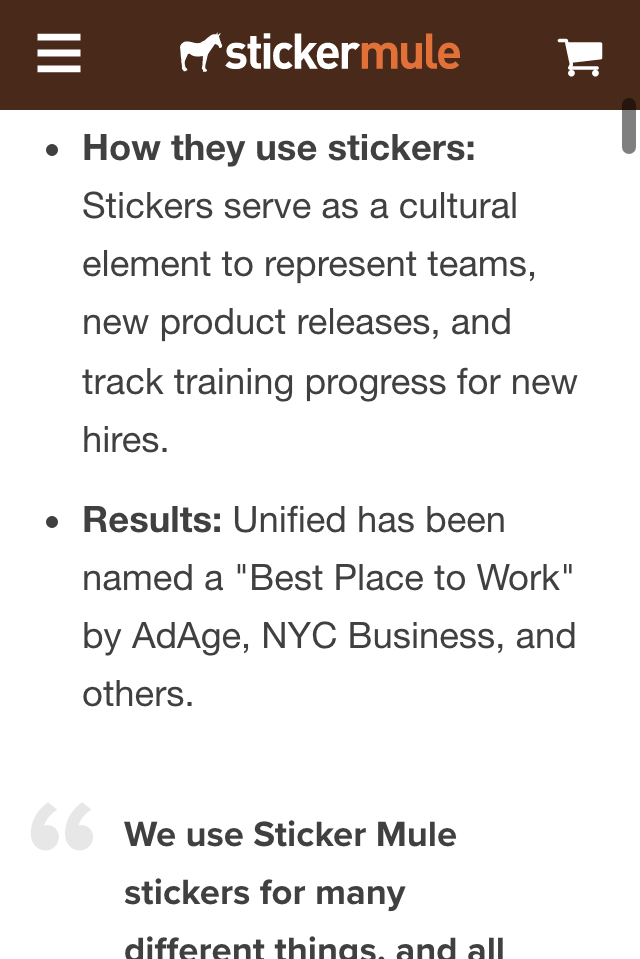 stickermule
How they use stickers:
Stickers serve as a cultural
element to represent teams,
new product releases, and
track training progress for new
hires.
Results: Unified has been
named a "Best Place to Work"
by AdAge, NYC Business, and
others.
We use Sticker Mule
stickers for many
different things, and all